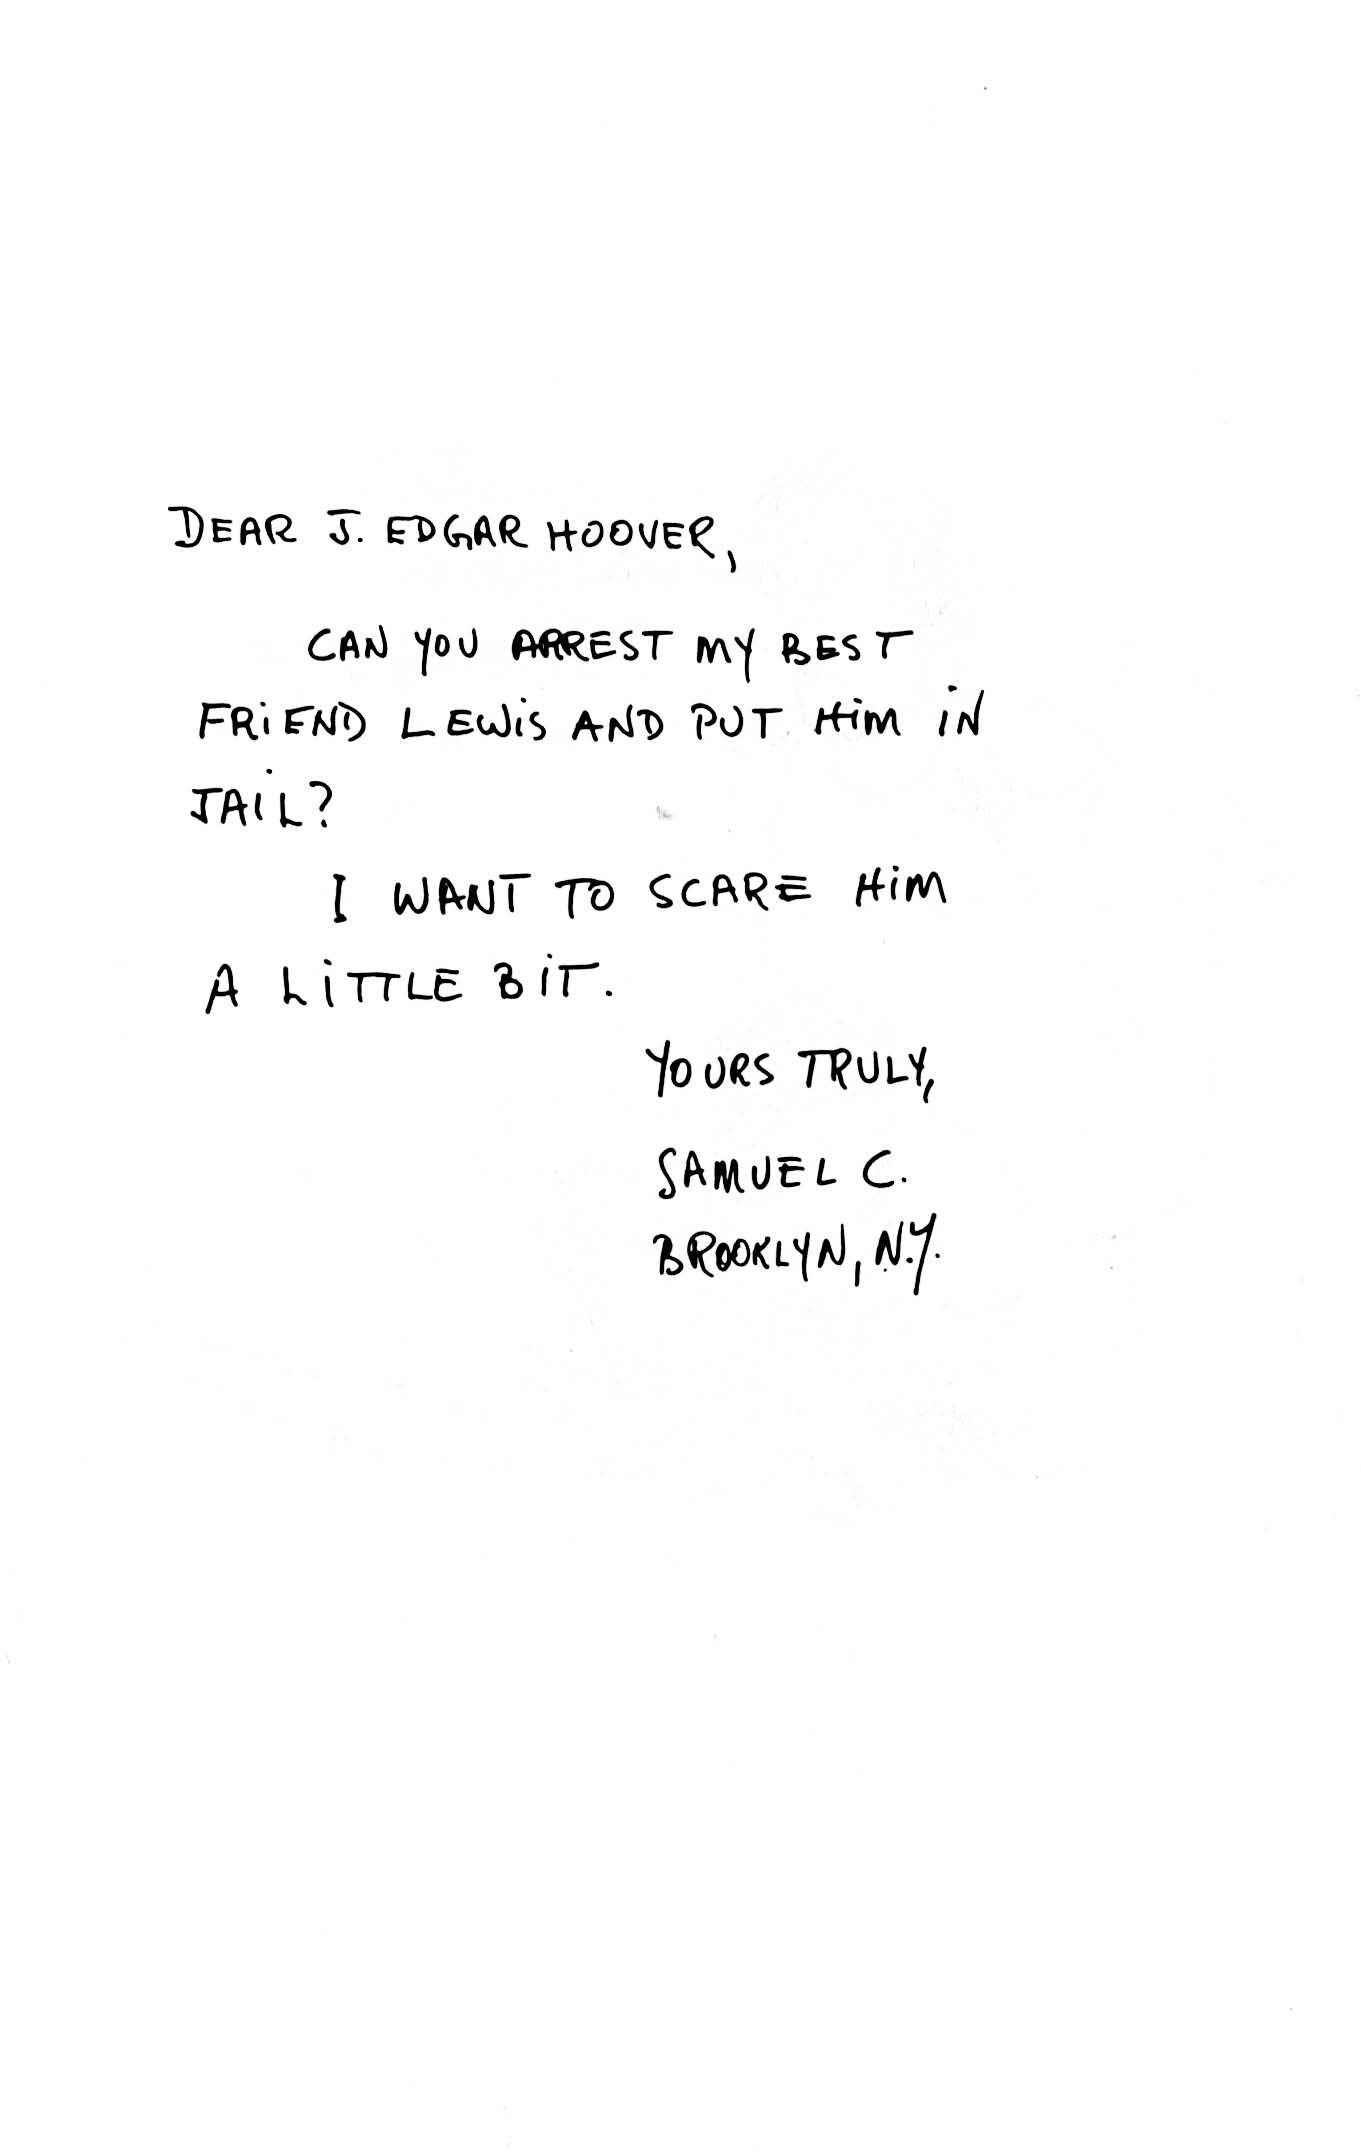 DEAR J. EDGAR HOOVER,
CAN YOU ARREST MY BEST
FRiEND LEWiS AND PUT HiM iN
JAiL?
I WANT TO SCARE HiM
A LiTTLE BiT.
YOURS TRULY,
SAMUEL C.
BROOKLYN, N.Y.